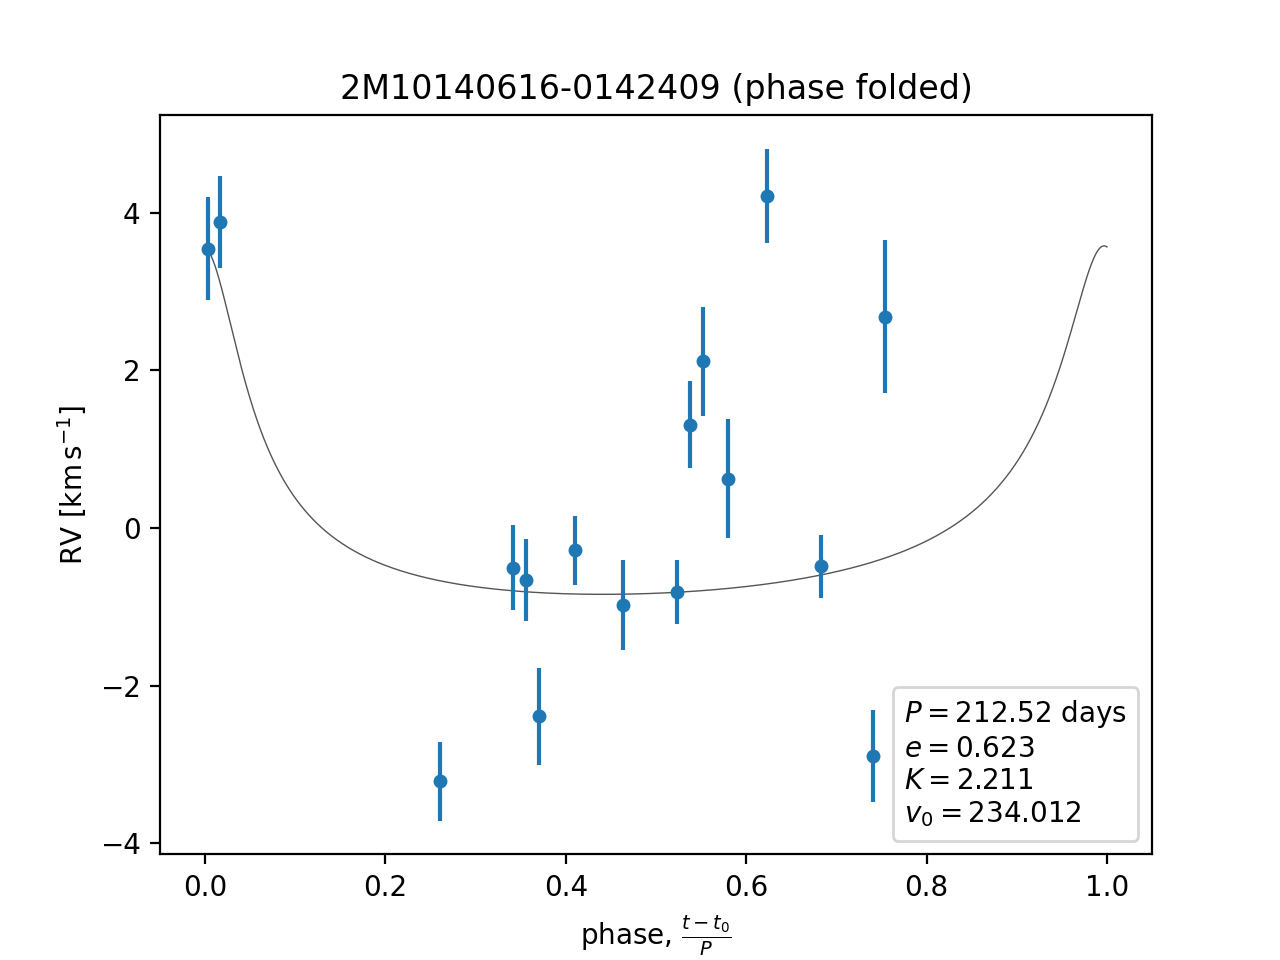 2M10140616-0142409 (phase folded)
RV [km s⁻¹]
4
2
0
−2
−4
P = 212.52 days
e = 0.623
K = 2.211
v₀ = 234.012
0.0 0.2 0.4 0.6 0.8 1.0
phase, (t − t₀)/P